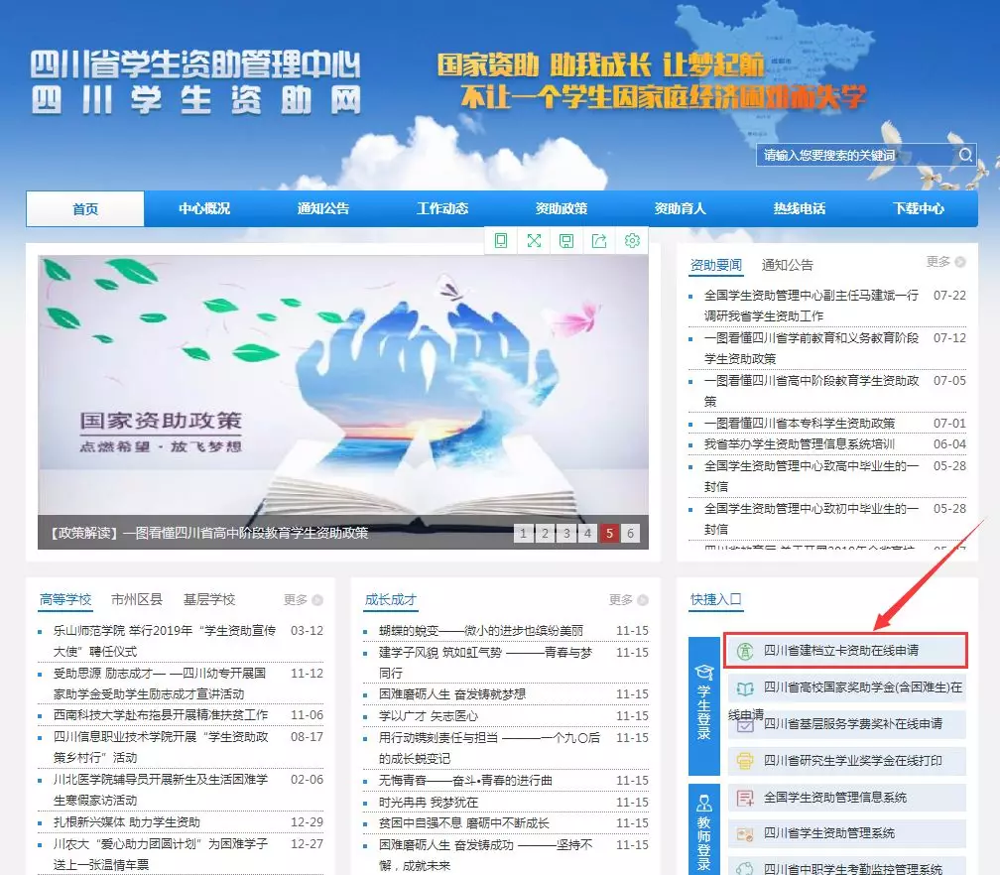 四川省学生资助管理中心
四川学生资助网
国家资助 助我成长 让梦起航
不让一个学生因家庭经济困难而失学
请输入您要搜索的关键词
首页 中心概况 通知公告 工作动态 资助政策 资助育人 热线电话 下载中心
国家资助政策
点燃希望·放飞梦想
【政策解读】一图看懂四川省高中阶段教育学生资助政策
1 2 3 4 5 6
资助要闻 通知公告 更多
全国学生资助管理中心副主任马建斌一行 07-22
调研我省学生资助工作
一图看懂四川省学前教育和义务教育阶段 07-12
学生资助政策
一图看懂四川省高中阶段教育学生资助政 07-05
策
一图看懂四川省本专科学生资助政策 07-01
我省举办学生资助管理信息系统培训 06-04
全国学生资助管理中心致高中毕业生的一 05-28
封信
全国学生资助管理中心致初中毕业生的一 05-28
封信
高等学校 市州区县 基层学校 更多
乐山师范学院 举行2019年“学生资助宣传 03-12
大使”聘任仪式
受助思源 励志成才— —四川幼专开展国 11-12
家助学金受助学生励志成才宣讲活动
西南科技大学赴布拖县开展精准扶贫工作 11-06
四川信息职业技术学院开展“学生资助政 08-17
策乡村行”活动
川北医学院辅导员开展新生及生活困难学 02-06
生寒假家访活动
扎根新兴媒体 助力学生资助 12-29
川农大“爱心助力团圆计划”为困难学子 12-27
送上一张温情车票
成长成才 更多
蝴蝶的蜕变——微小的进步也缤纷美丽 11-15
建学子风貌 筑如虹气势 ———青春与梦 11-15
同行
困难磨砺人生 奋发铸就梦想 11-15
学以广才 矢志医心 11-15
用行动镌刻责任与担当 ————一个九〇后 11-15
的成长蜕变记
无悔青春——奋斗•青春的进行曲 11-15
时光冉冉 我梦犹在 11-15
贫困中自强不息 磨砺中不断成长 11-15
困难磨砺人生 奋发铸成功 ———坚持不 11-15
懈，成就未来
快捷入口
学生登录
四川省建档立卡资助在线申请
四川省高校国家奖助学金(含困难生)在
线申请
四川省基层服务学费奖补在线申请
四川省研究生学业奖学金在线打印
教师登录
全国学生资助管理信息系统
四川省学生资助管理系统
四川省中职学生考勤监控管理系统